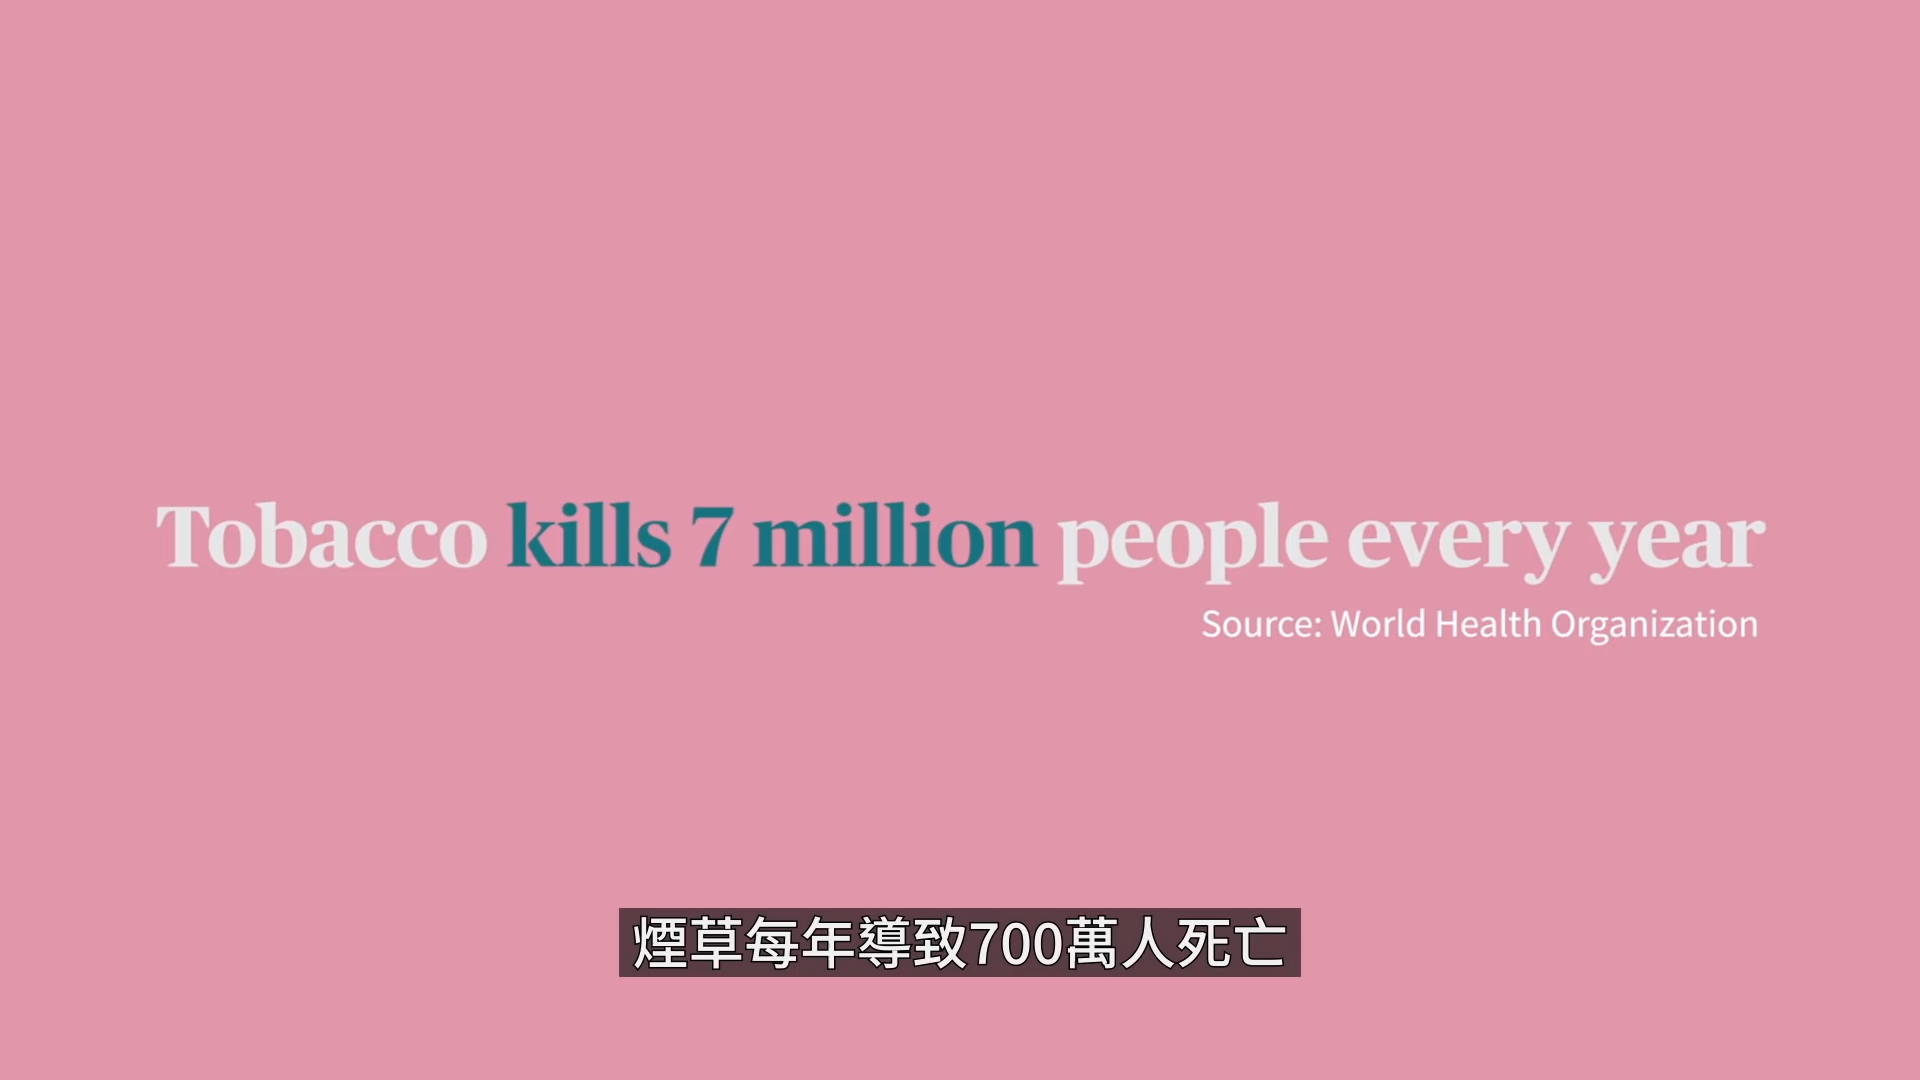 Tobacco kills 7 million people every year
Source: World Health Organization
煙草每年導致700萬人死亡